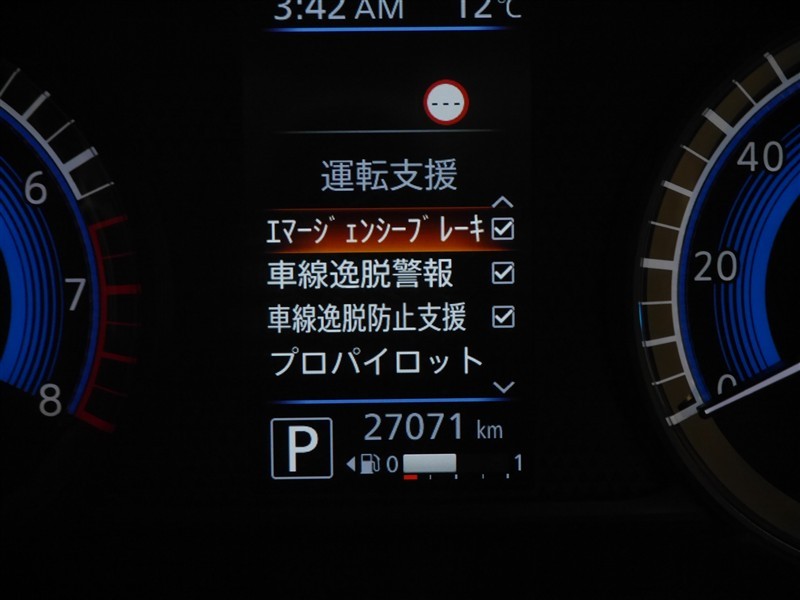 3:42 AM 12℃
---
運転支援
ｴﾏｰｼﾞｪﾝｼｰﾌﾞﾚｰｷ
車線逸脱警報
車線逸脱防止支援
プロパイロット
P
27071 km
0 1
6
7
8
40
20
0